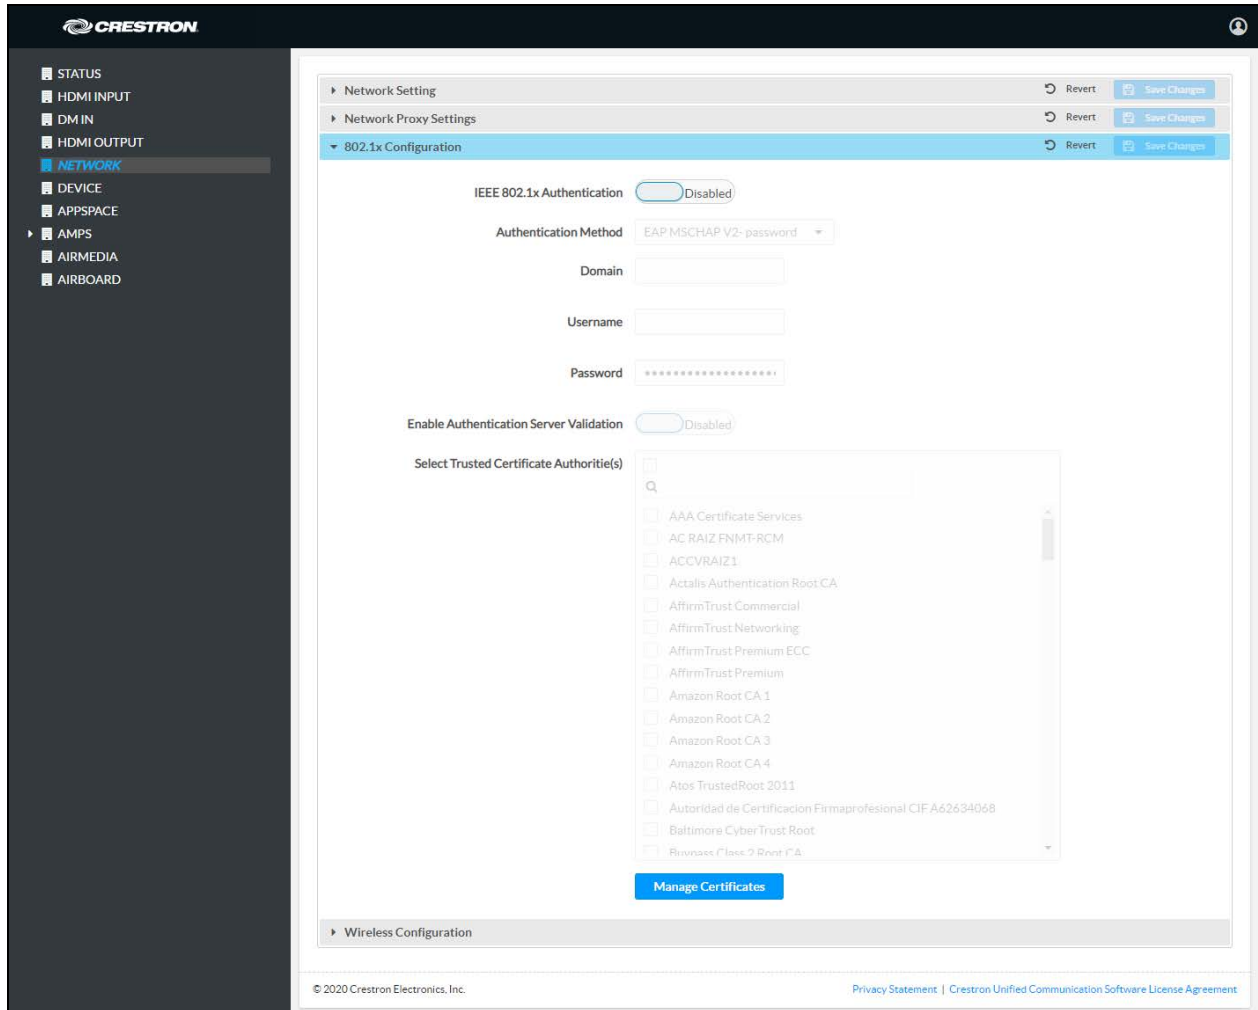 CRESTRON
STATUS
HDMI INPUT
DM IN
HDMI OUTPUT
NETWORK
DEVICE
APPSPACE
AMPS
AIRMEDIA
AIRBOARD
Network Setting Revert Save Changes
Network Proxy Settings Revert Save Changes
802.1x Configuration Revert Save Changes
IEEE 802.1x Authentication Disabled
Authentication Method EAP MSCHAP V2- password
Domain
Username
Password
Enable Authentication Server Validation Disabled
Select Trusted Certificate Authoritie(s)
AAA Certificate Services
AC RAIZ FNMT-RCM
ACCVRAIZ1
Actalis Authentication Root CA
AffirmTrust Commercial
AffirmTrust Networking
AffirmTrust Premium ECC
AffirmTrust Premium
Amazon Root CA 1
Amazon Root CA 2
Amazon Root CA 3
Amazon Root CA 4
Atos TrustedRoot 2011
Autoridad de Certificacion Firmaprofesional CIF A62634068
Baltimore CyberTrust Root
Buypass Class 2 Root CA
Manage Certificates
Wireless Configuration
© 2020 Crestron Electronics, Inc. Privacy Statement | Crestron Unified Communication Software License Agreement